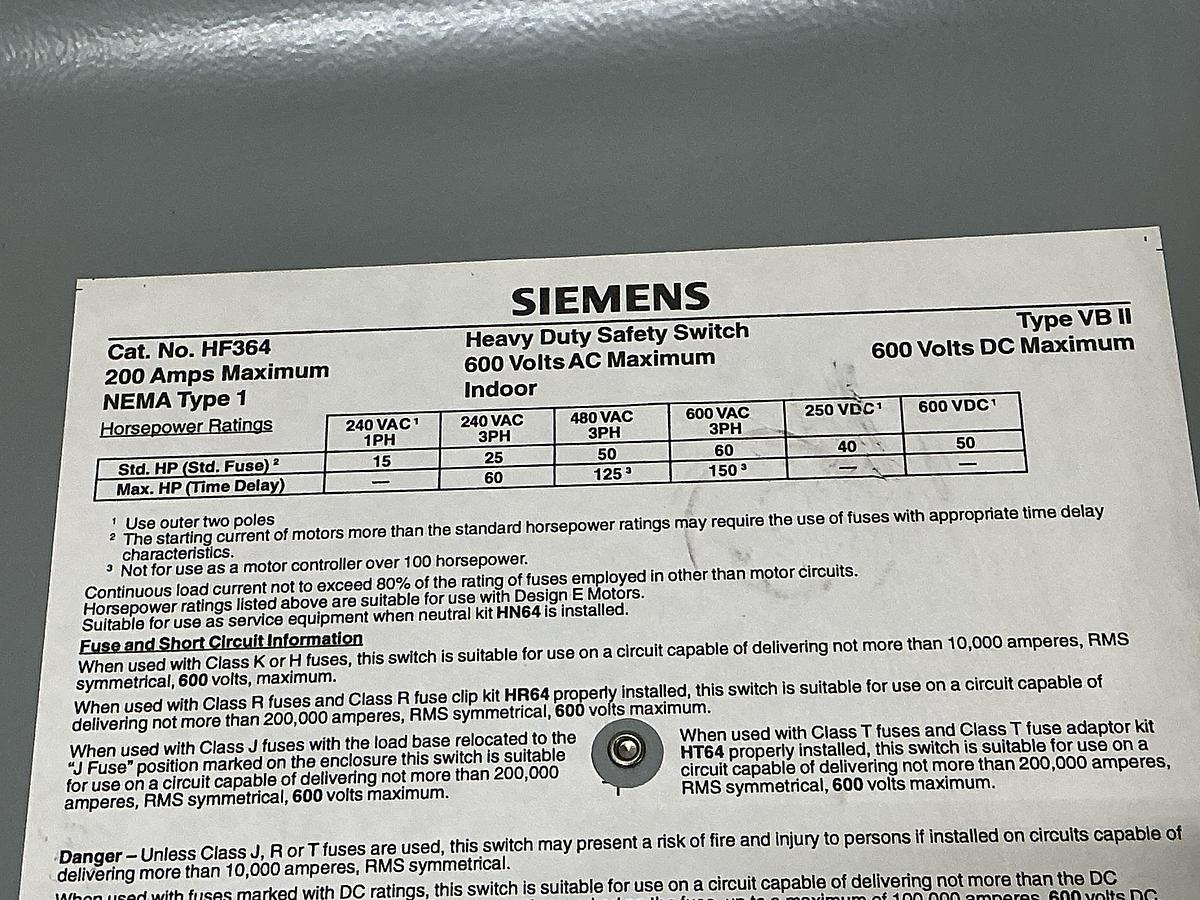 SIEMENS
Cat. No. HF364 Heavy Duty Safety Switch Type VB II
200 Amps Maximum 600 Volts AC Maximum 600 Volts DC Maximum
NEMA Type 1 Indoor
Horsepower Ratings 240 VAC¹ 240 VAC 480 VAC 600 VAC 250 VDC¹ 600 VDC¹
1PH 3PH 3PH 3PH
Std. HP (Std. Fuse)² 15 25 50 60 40 50
Max. HP (Time Delay) — 60 125³ 150³ — —
¹ Use outer two poles
² The starting current of motors more than the standard horsepower ratings may require the use of fuses with appropriate time delay
characteristics.
³ Not for use as a motor controller over 100 horsepower.
Continuous load current not to exceed 80% of the rating of fuses employed in other than motor circuits.
Horsepower ratings listed above are suitable for use with Design E Motors.
Suitable for use as service equipment when neutral kit HN64 is installed.
Fuse and Short Circuit Information
When used with Class K or H fuses, this switch is suitable for use on a circuit capable of delivering not more than 10,000 amperes, RMS
symmetrical, 600 volts, maximum.
When used with Class R fuses and Class R fuse clip kit HR64 properly installed, this switch is suitable for use on a circuit capable of
delivering not more than 200,000 amperes, RMS symmetrical, 600 volts maximum.
When used with Class J fuses with the load base relocated to the
“J Fuse” position marked on the enclosure this switch is suitable
for use on a circuit capable of delivering not more than 200,000
amperes, RMS symmetrical, 600 volts maximum.
When used with Class T fuses and Class T fuse adaptor kit
HT64 properly installed, this switch is suitable for use on a
circuit capable of delivering not more than 200,000 amperes,
RMS symmetrical, 600 volts maximum.
Danger – Unless Class J, R or T fuses are used, this switch may present a risk of fire and injury to persons if installed on circuits capable of
delivering more than 10,000 amperes, RMS symmetrical.
When used with fuses marked with DC ratings, this switch is suitable for use on a circuit capable of delivering not more than the DC
fuse, up to a maximum of 100,000 amperes, 600 volts DC.